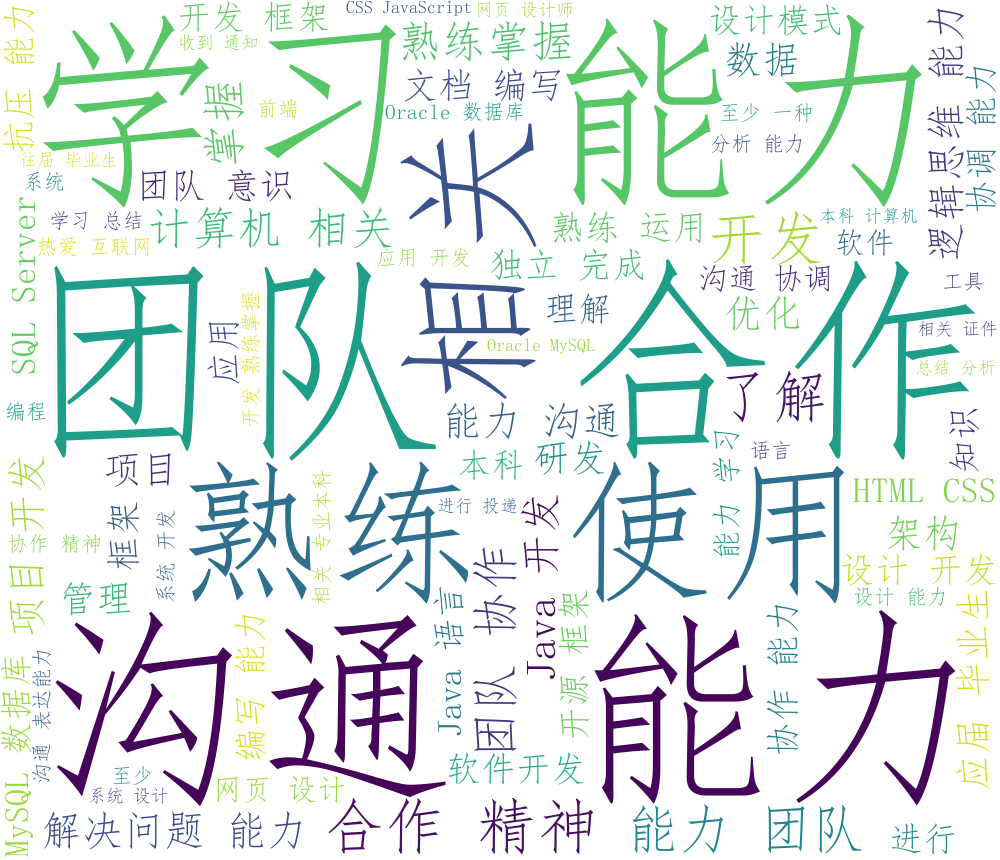 能力
抗压
开发 框架
CSS JavaScript
网页 设计师
收到 通知
学习 能力
熟练掌握
设计模式
数据
文档 编写
Oracle 数据库
至少 一种
分析 能力
逻辑思维 能力
协调 能力
掌握
前端
往届 毕业生
系统
团队 意识
相关
学习 总结
热爱 互联网
计算机 相关
熟练 运用
开发
本科 计算机
软件
应用 开发
独立 完成
沟通 协调
工具
SQL Server
理解
优化
相关 证件
总结 分析
Oracle MySQL
应用
开发 熟练掌握
团队 合作
了解
编程
能力 沟通
知识
项目
本科
研发
学习 能力
语言
HTML CSS
项目开发
框架
系统 开发
熟练 使用
相关 专业本科
进行 投递
架构
协作 精神
管理
设计 开发
设计 能力
Java 开发
团队 协作
Java 语言
开源 框架
协作 能力
应届 毕业生
编写 能力
沟通 能力
MySQL 数据库
沟通 表达能力
至少
系统 设计
网页 设计
软件开发
解决问题 能力
合作 精神
能力 团队
进行